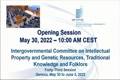 Opening Session
May 30, 2022 – 10:00 AM CEST
Intergovernmental Committee on Intellectual
Property and Genetic Resources, Traditional
Knowledge and Folklore
Forty-Third Session
Geneva, May 30 to June 3, 2022